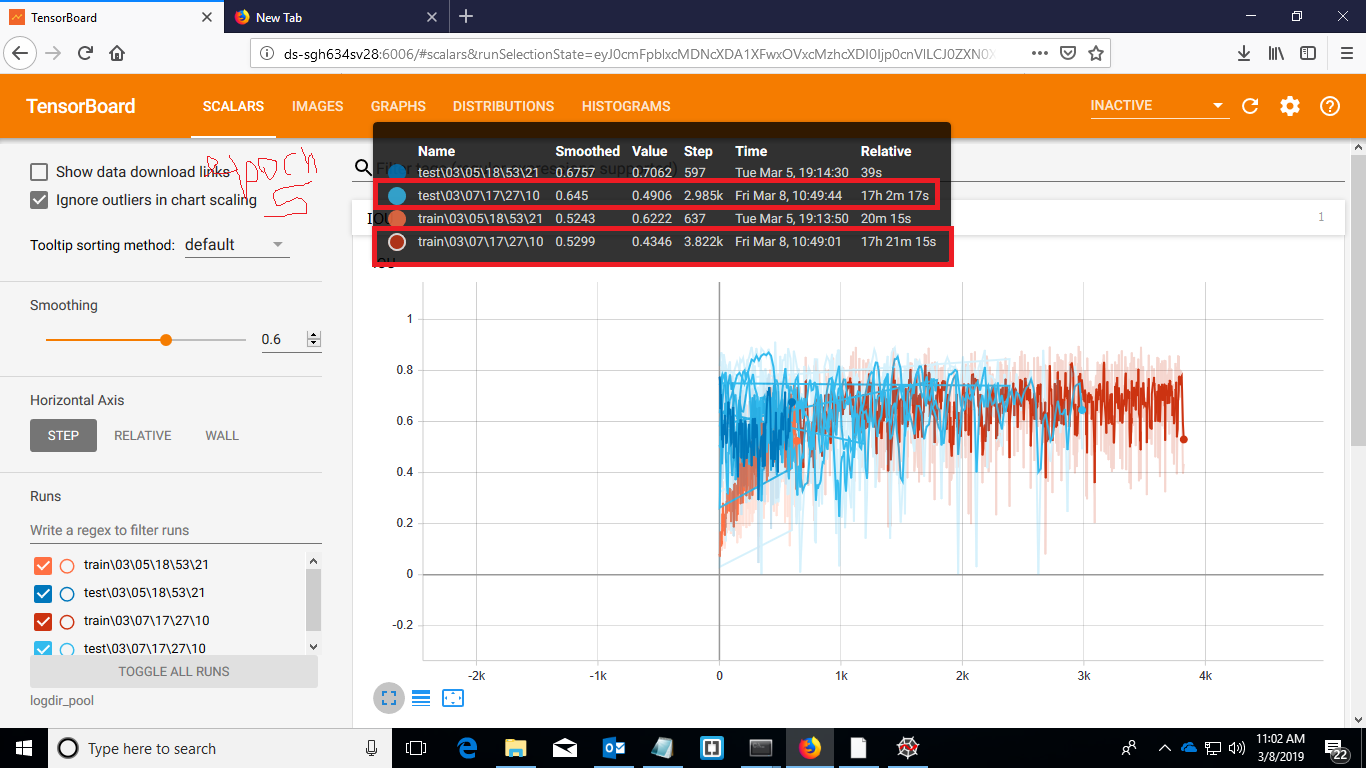 TensorBoard
New Tab
ds-sgh634sv28:6006/#scalars&runSelectionState=eyJ0cmFpblxcMDNcXDA1XFwxOVxcMzhcXDI0Ijp0cnVlLCJ0ZXN0X
TensorBoard SCALARS IMAGES GRAPHS DISTRIBUTIONS HISTOGRAMS INACTIVE
Show data download links
Ignore outliers in chart scaling
5
Tooltip sorting method: default
Smoothing
0.6
Horizontal Axis
STEP RELATIVE WALL
Runs
Write a regex to filter runs
train\03\05\18\53\21
test\03\05\18\53\21
train\03\07\17\27\10
test\03\07\17\27\10
TOGGLE ALL RUNS
logdir_pool
Filter tags (regular expressions supported)
Name Smoothed Value Step Time Relative
test\03\05\18\53\21 0.6757 0.7062 597 Tue Mar 5, 19:14:30 39s
test\03\07\17\27\10 0.645 0.4906 2.985k Fri Mar 8, 10:49:44 17h 2m 17s
train\03\05\18\53\21 0.5243 0.6222 637 Tue Mar 5, 19:13:50 20m 15s
train\03\07\17\27\10 0.5299 0.4346 3.822k Fri Mar 8, 10:49:01 17h 21m 15s
IOU
1
IOU
1
0.8
0.6
0.4
0.2
0
-0.2
-2k -1k 0 1k 2k 3k 4k
Type here to search
11:02 AM
3/8/2019
22